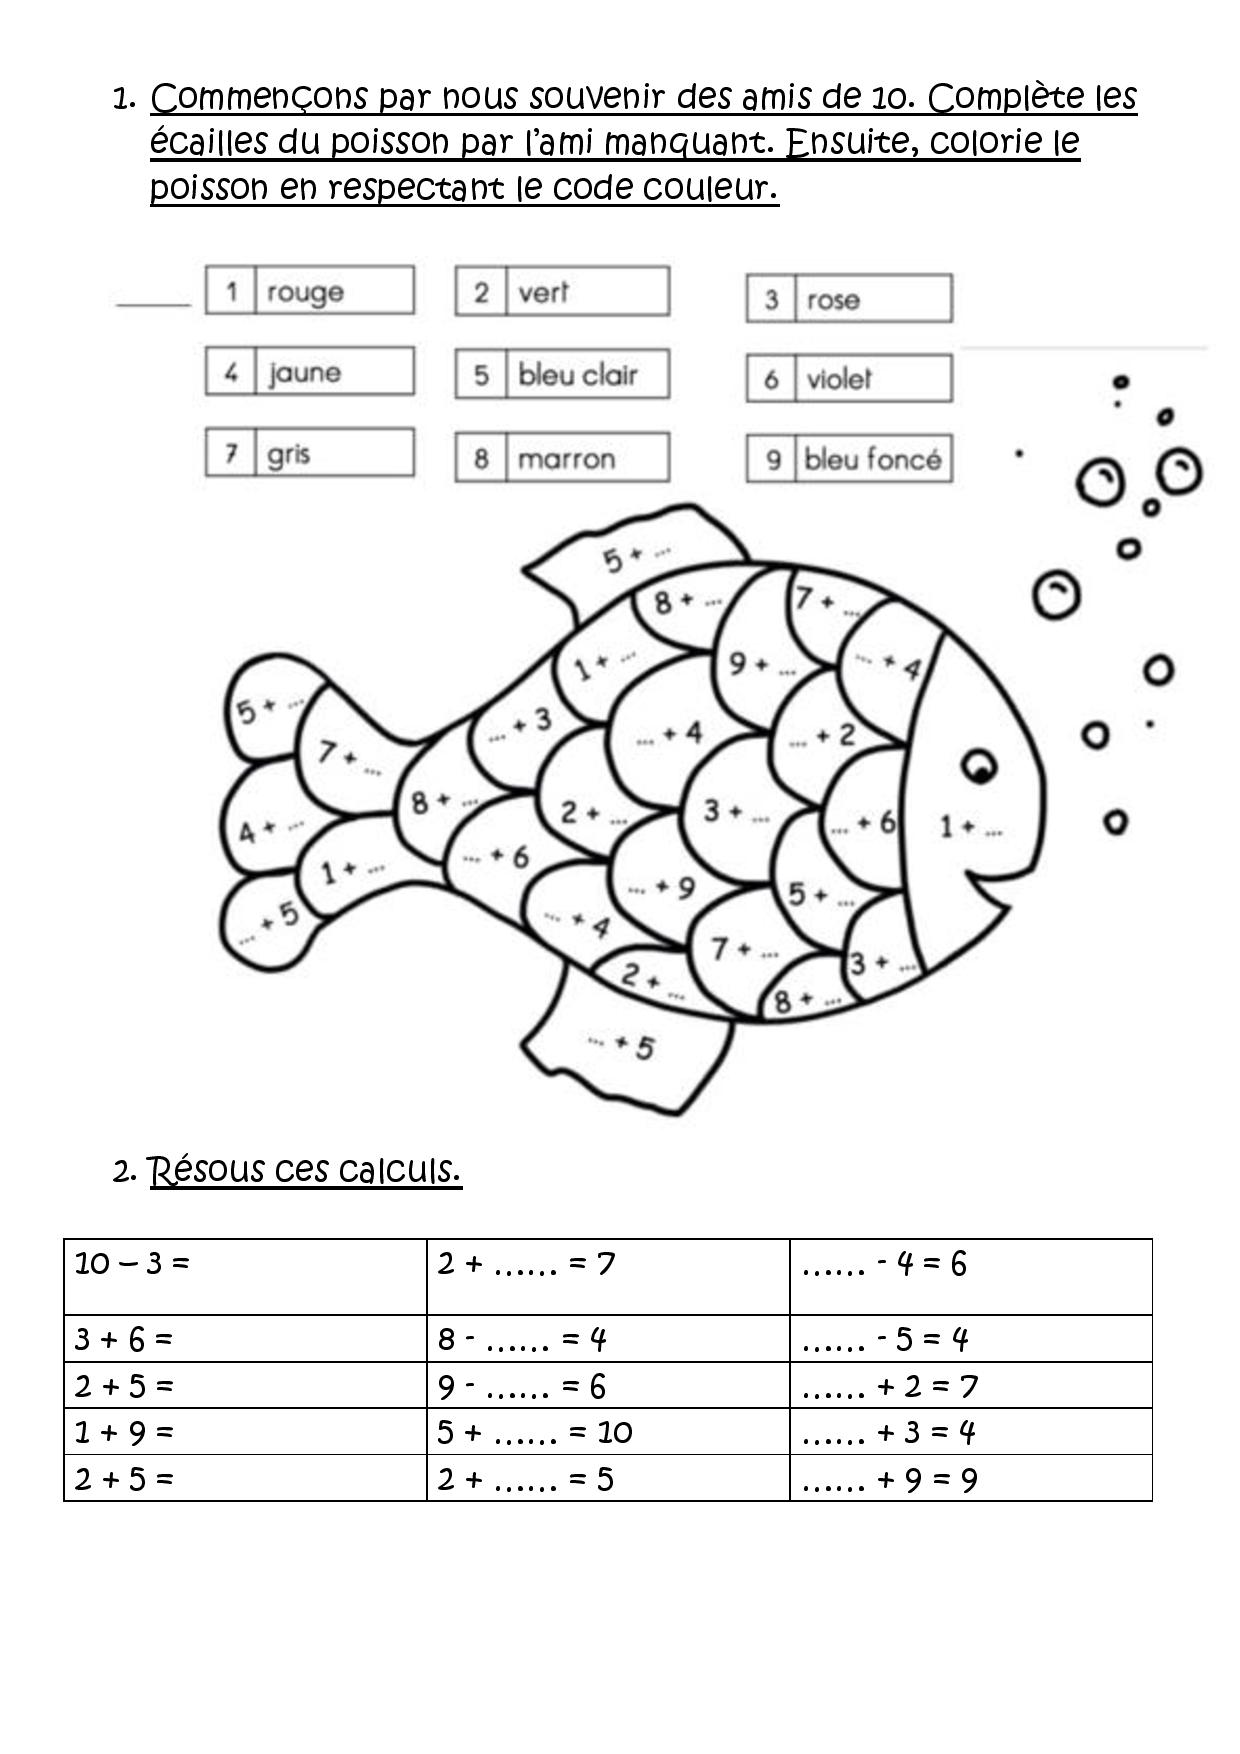 1. Commençons par nous souvenir des amis de 10. Complète les
écailles du poisson par l’ami manquant. Ensuite, colorie le
poisson en respectant le code couleur.
1 rouge 2 vert 3 rose
4 jaune 5 bleu clair 6 violet
7 gris 8 marron 9 bleu foncé
5 + ...
8 + ...
7 + ...
1 + ...
9 + ...
... + 4
5 + ...
... + 3
... + 4
... + 2
7 + ...
8 + ...
2 + ...
3 + ...
... + 6
1 + ...
4 + ...
... + 6
1 + ...
... + 9
5 + ...
... + 5
... + 4
7 + ...
3 + ...
2 + ...
8 + ...
... + 5
2. Résous ces calculs.
10 – 3 = 2 + ...... = 7 ...... - 4 = 6
3 + 6 = 8 - ...... = 4 ...... - 5 = 4
2 + 5 = 9 - ...... = 6 ...... + 2 = 7
1 + 9 = 5 + ...... = 10 ...... + 3 = 4
2 + 5 = 2 + ...... = 5 ...... + 9 = 9